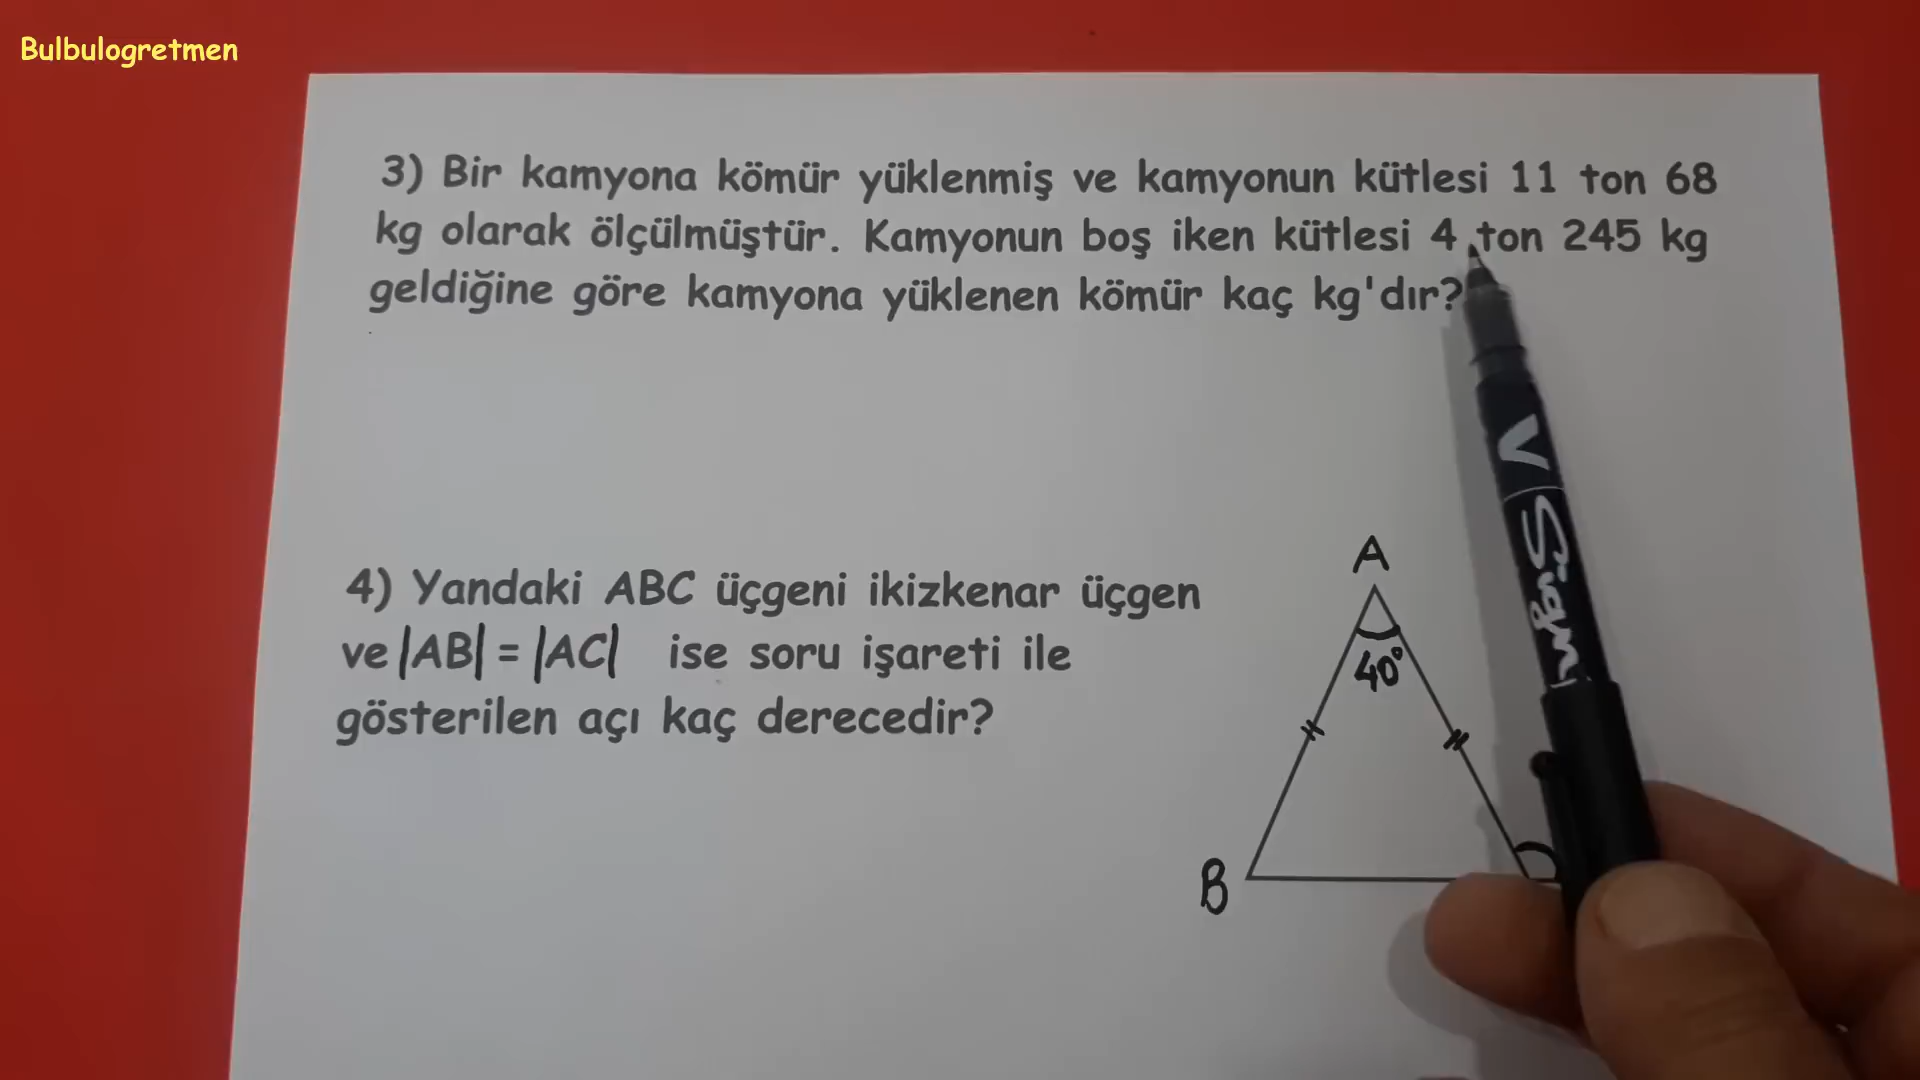 Bulbulogretmen
3) Bir kamyona kömür yüklenmiş ve kamyonun kütlesi 11 ton 68
kg olarak ölçülmüştür. Kamyonun boş iken kütlesi 4 ton 245 kg
geldiğine göre kamyona yüklenen kömür kaç kg'dır?
4) Yandaki ABC üçgeni ikizkenar üçgen
ve |AB| = |AC| ise soru işareti ile
gösterilen açı kaç derecedir?
A
40°
B
V Sign